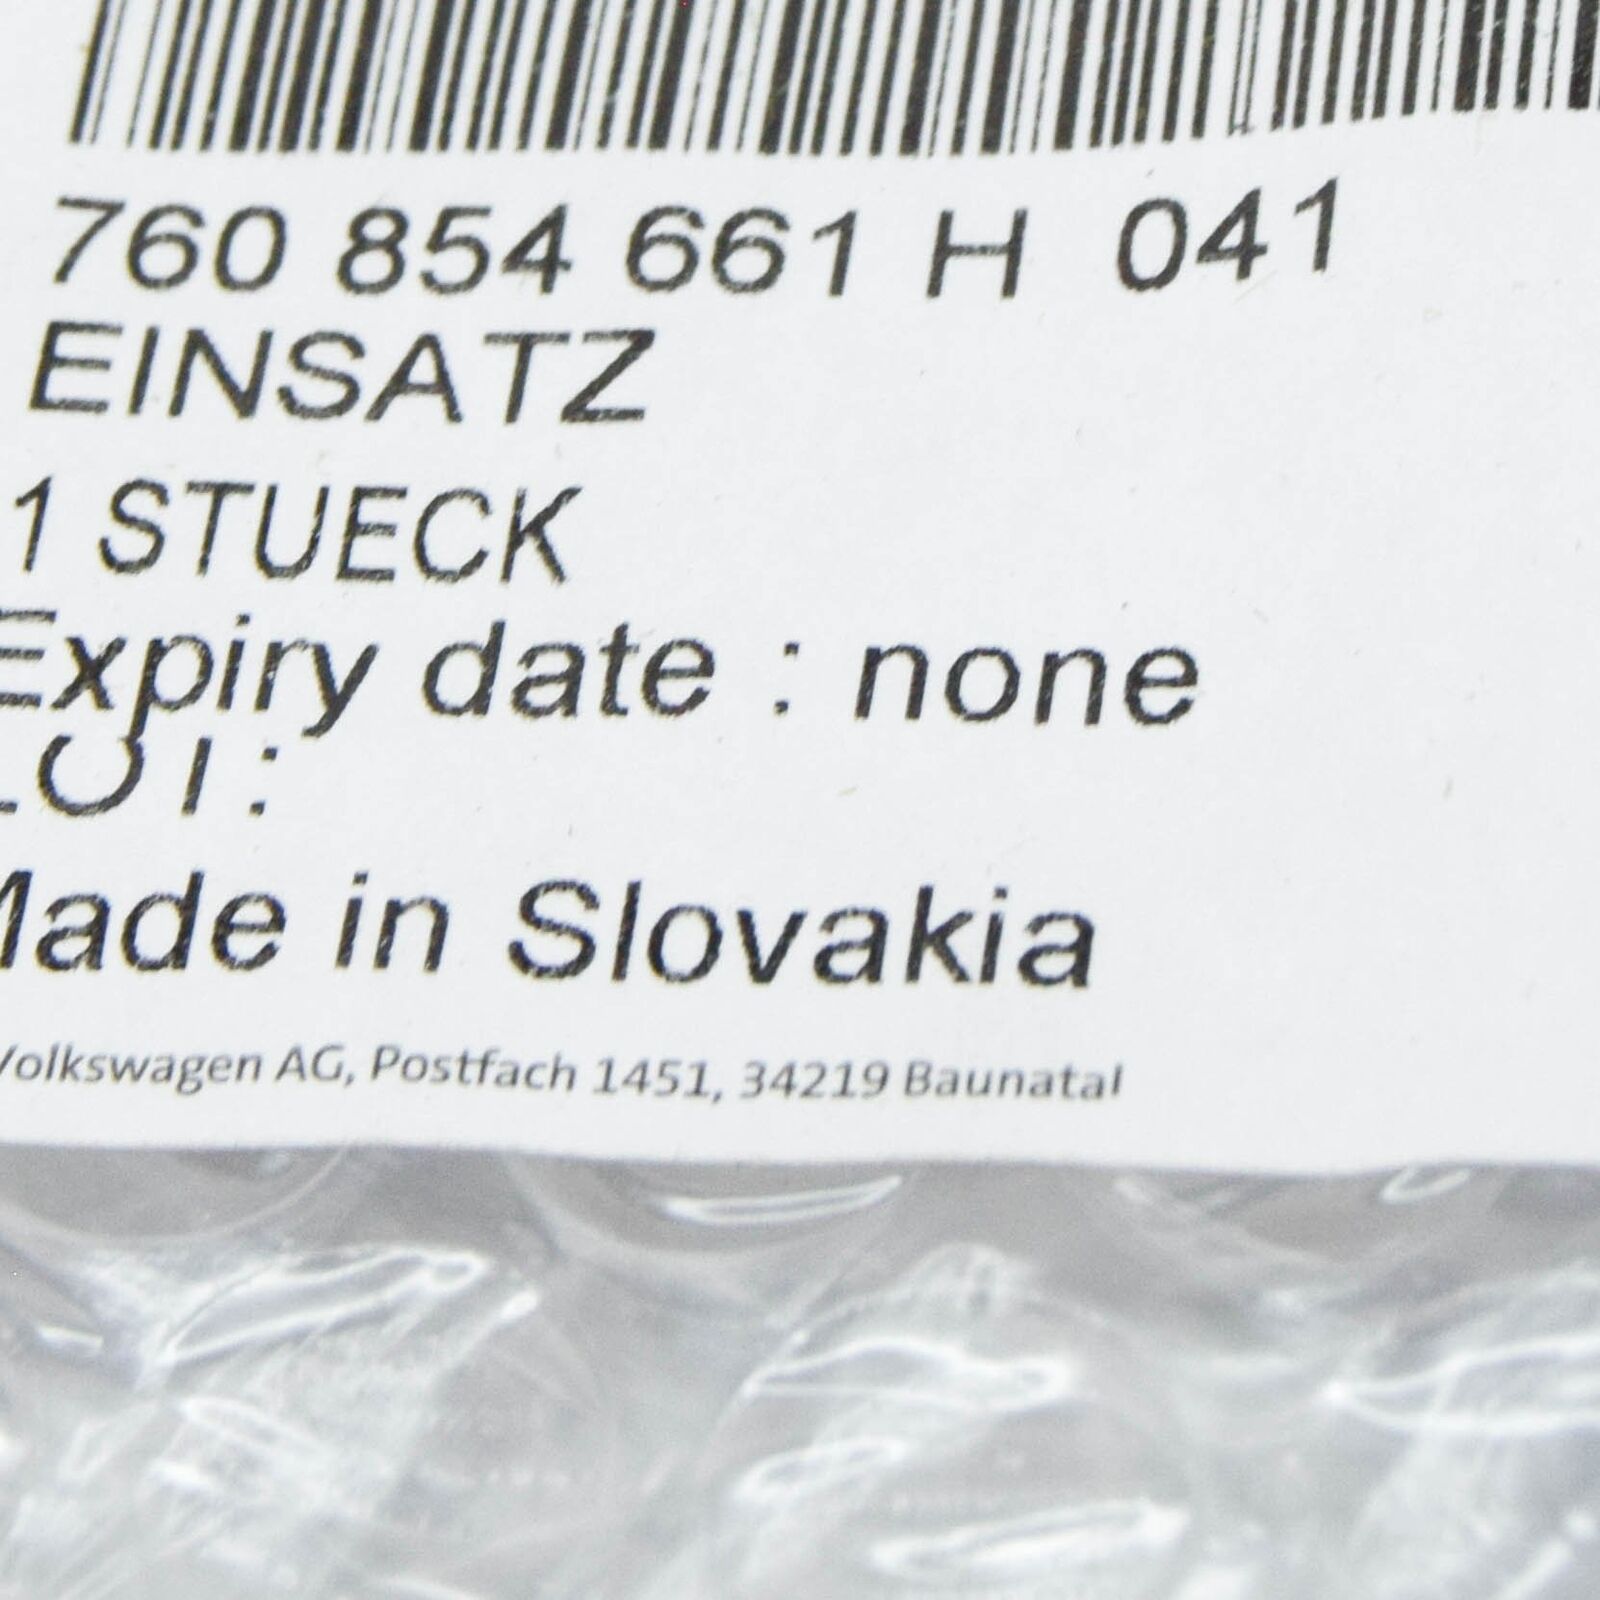 760 854 661 H 041
EINSATZ
1 STUECK
Expiry date : none
LOT:
Made in Slovakia
Volkswagen AG, Postfach 1451, 34219 Baunatal